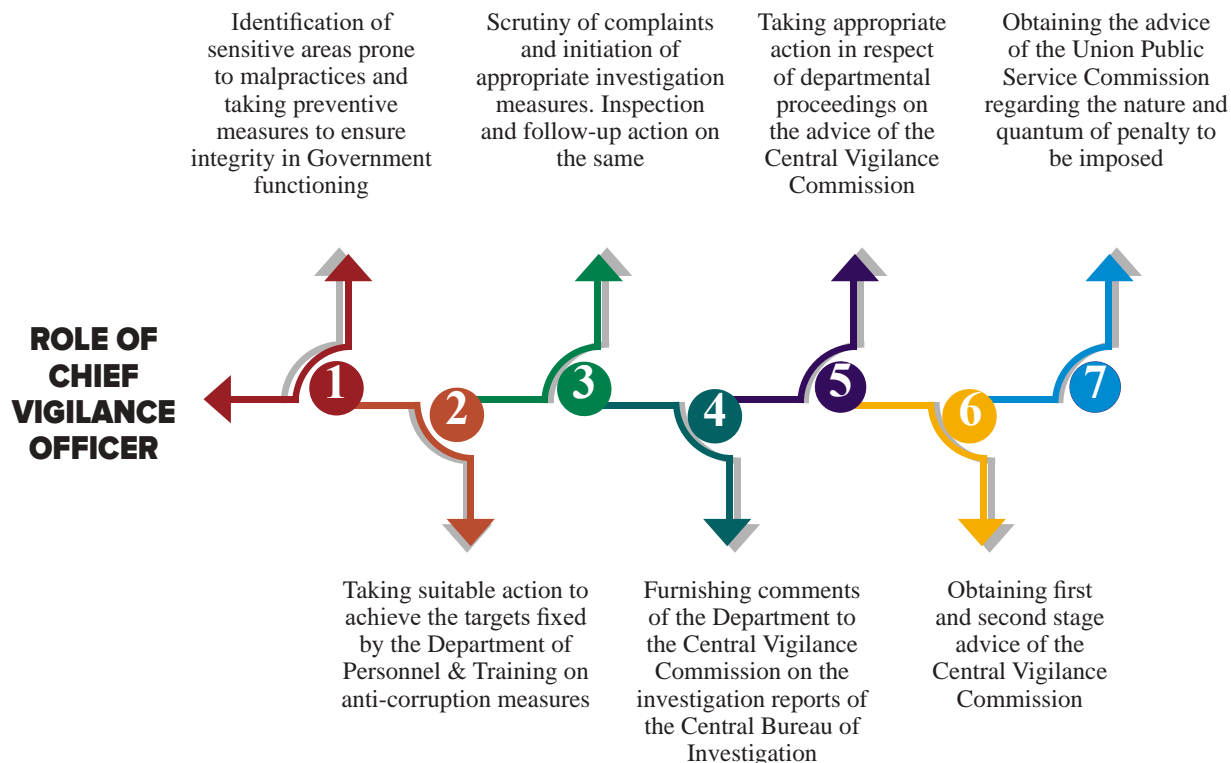 ROLE OF
CHIEF
VIGILANCE
OFFICER
1
Identification of
sensitive areas prone
to malpractices and
taking preventive
measures to ensure
integrity in Government
functioning
2
Taking suitable action to
achieve the targets fixed
by the Department of
Personnel & Training on
anti-corruption measures
3
Scrutiny of complaints
and initiation of
appropriate investigation
measures. Inspection
and follow-up action on
the same
4
Furnishing comments
of the Department to
the Central Vigilance
Commission on the
investigation reports of
the Central Bureau of
Investigation
5
Taking appropriate
action in respect
of departmental
proceedings on
the advice of the
Central Vigilance
Commission
6
Obtaining first
and second stage
advice of the
Central Vigilance
Commission
7
Obtaining the advice
of the Union Public
Service Commission
regarding the nature and
quantum of penalty to
be imposed